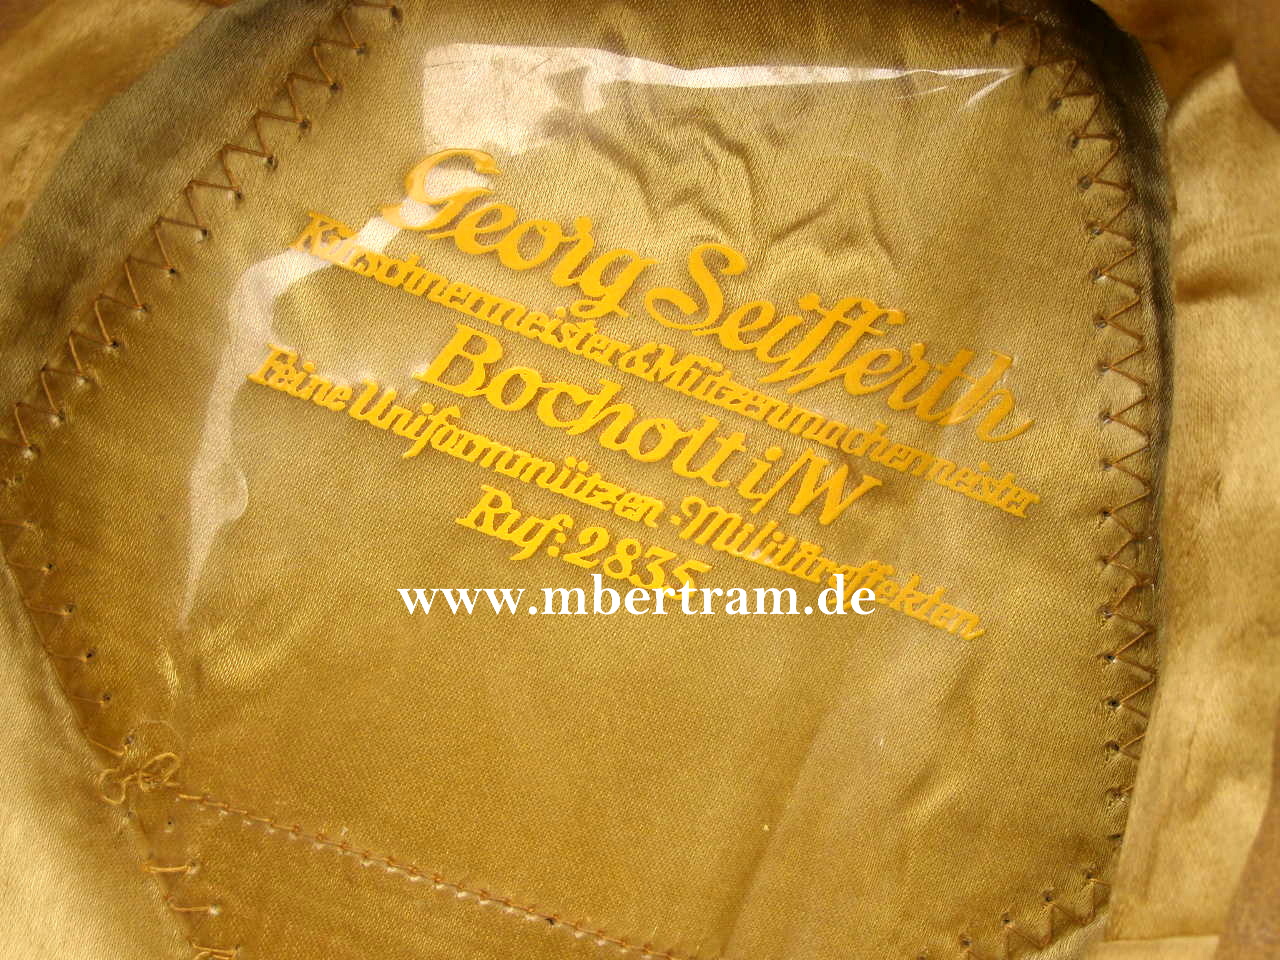 Georg Seifferth
Kürschnermeister & Mützenmachermeister
Bocholt i/W
Feine Uniformmützen - Militäreffekten
Ruf: 2835
www.mbertram.de